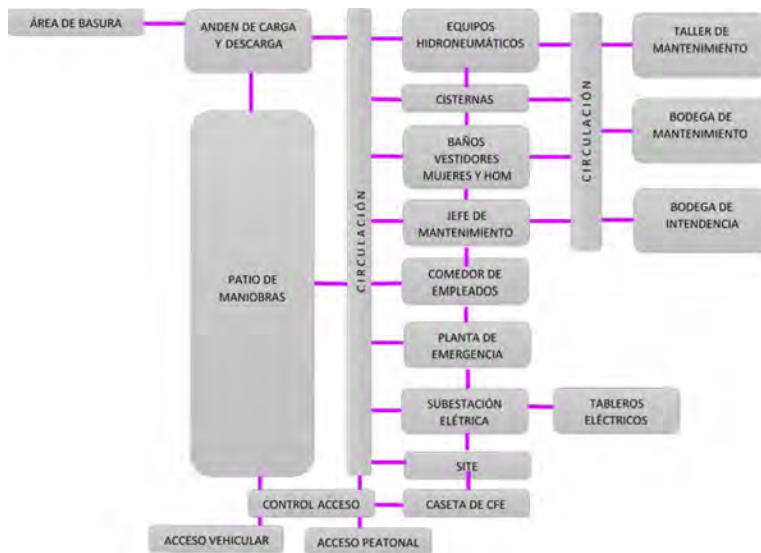 ÁREA DE BASURA
ANDEN DE CARGA
Y DESCARGA
EQUIPOS
HIDRONEUMÁTICOS
TALLER DE
MANTENIMIENTO
CISTERNAS
BODEGA DE
MANTENIMIENTO
BAÑOS
VESTIDORES
MUJERES Y HOM
CIRCULACIÓN
CIRCULACIÓN
JEFE DE
MANTENIMIENTO
BODEGA DE
INTENDENCIA
PATIO DE
MANIOBRAS
COMEDOR DE
EMPLEADOS
PLANTA DE
EMERGENCIA
SUBESTACIÓN
ELÉTRICA
TABLEROS
ELÉCTRICOS
SITE
CONTROL ACCESO
CASETA DE CFE
ACCESO VEHICULAR
ACCESO PEATONAL